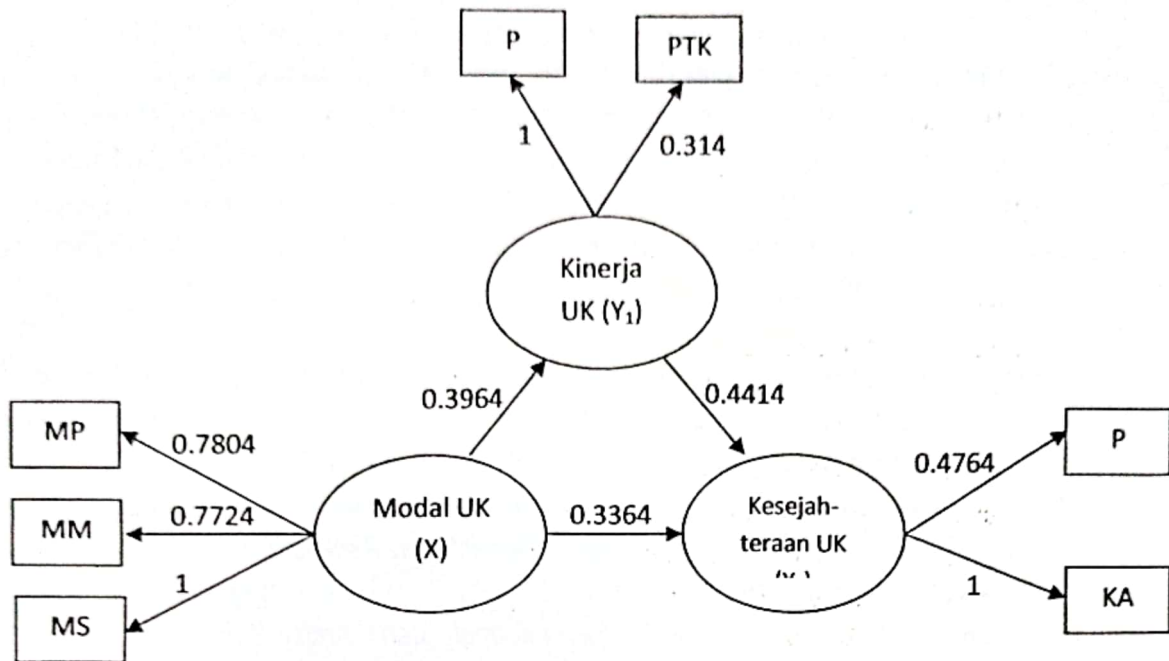 P
PTK
1
0.314
Kinerja
UK (Y₁)
0.3964
0.4414
MP
0.7804
MM
0.7724
MS
1
Modal UK
(X)
0.3364
Kesejah-
teraan UK
0.4764
P
1
KA